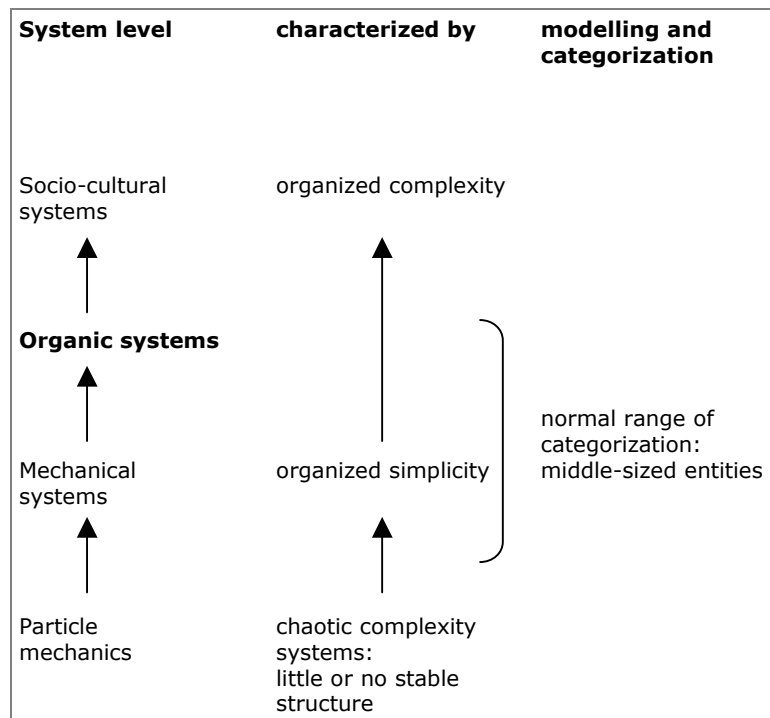 System level
characterized by
modelling and
categorization
Socio-cultural
systems
organized complexity
Organic systems
normal range of
categorization:
middle-sized entities
Mechanical
systems
organized simplicity
Particle
mechanics
chaotic complexity
systems:
little or no stable
structure